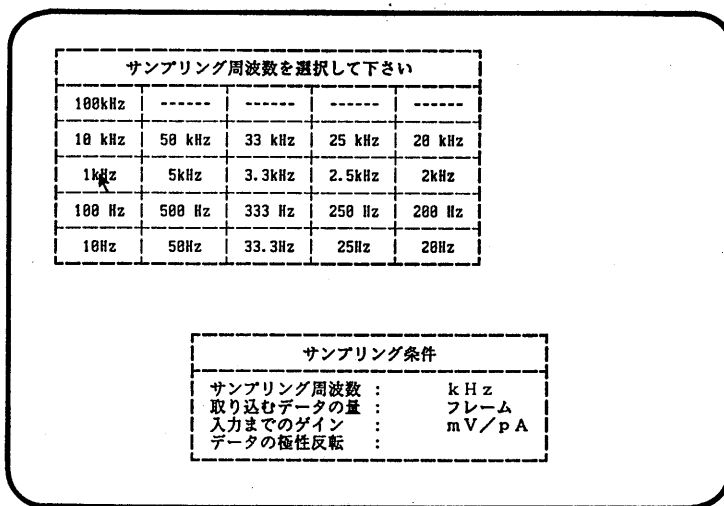 サンプリング周波数を選択して下さい
100kHz ------ ------ ------ ------
10 kHz 50 kHz 33 kHz 25 kHz 20 kHz
1kHz 5kHz 3.3kHz 2.5kHz 2kHz
100 Hz 500 Hz 333 Hz 250 Hz 200 Hz
10Hz 50Hz 33.3Hz 25Hz 20Hz
サンプリング条件
サンプリング周波数 : kHz
取り込むデータの量 : フレーム
入力までのゲイン : mV/pA
データの極性反転 :